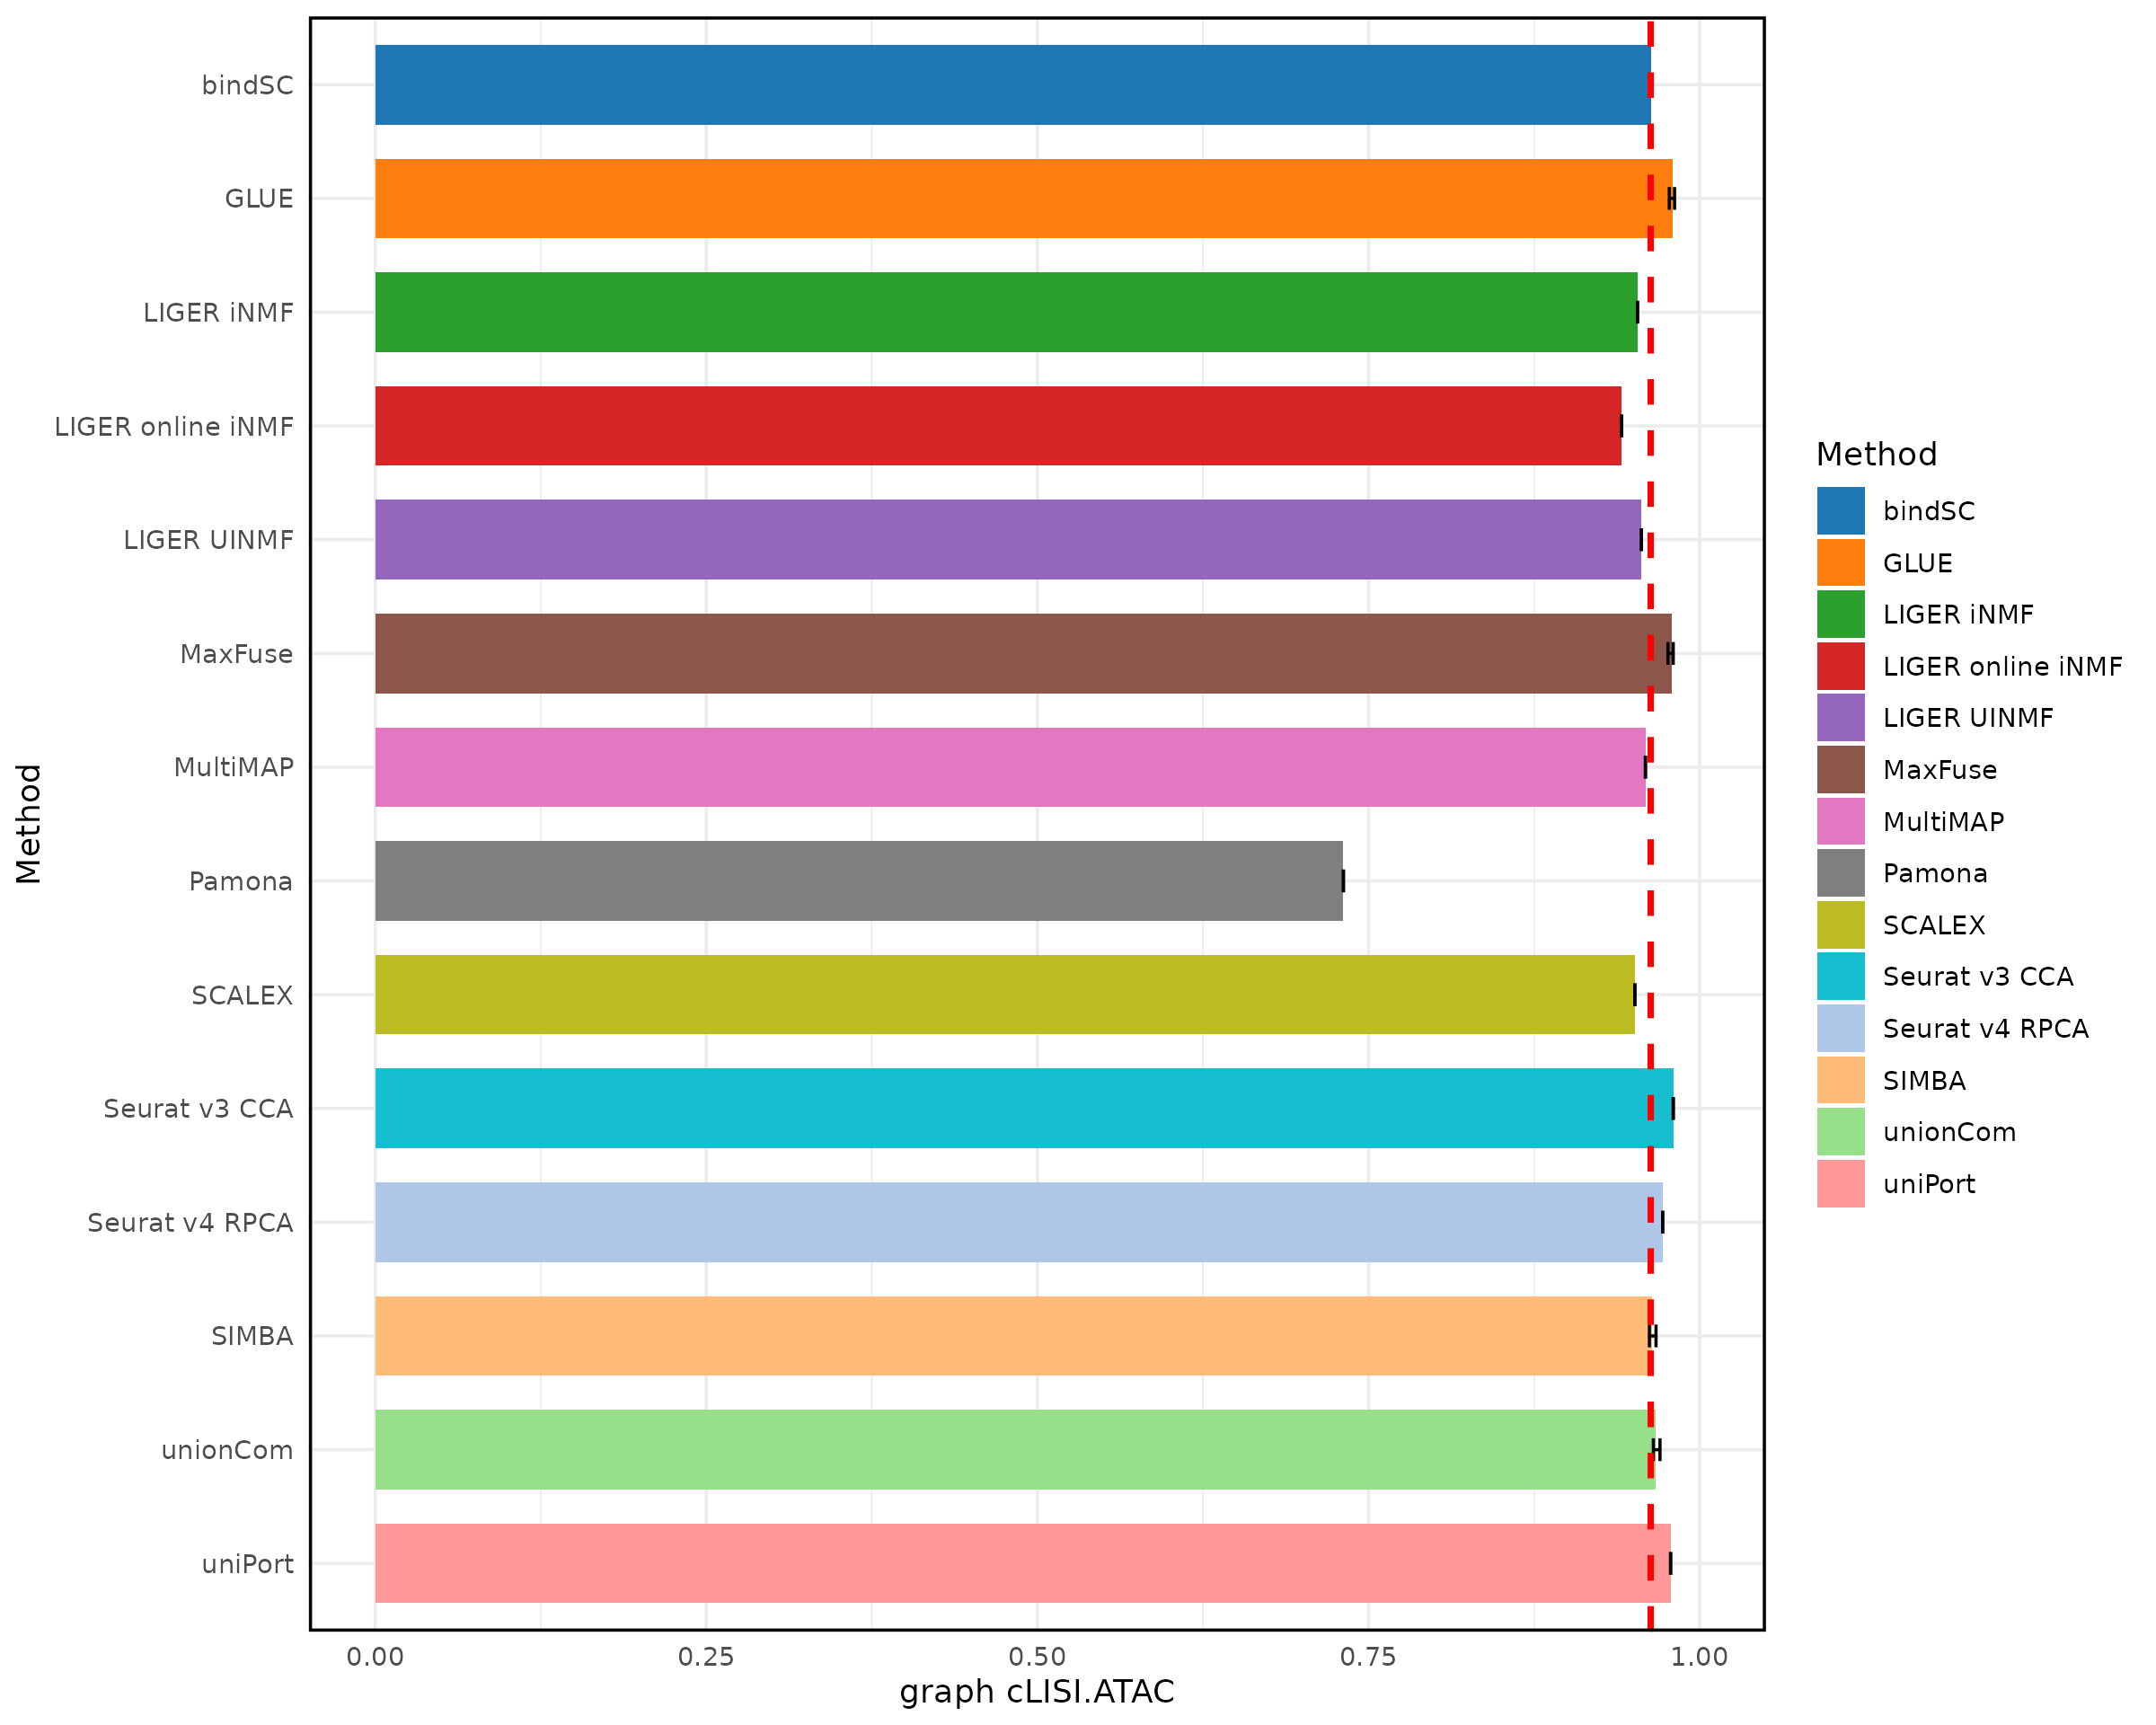 bindSC
GLUE
LIGER iNMF
LIGER online iNMF
LIGER UINMF
MaxFuse
MultiMAP
Pamona
SCALEX
Seurat v3 CCA
Seurat v4 RPCA
SIMBA
unionCom
uniPort
Method
0.00 0.25 0.50 0.75 1.00
graph cLISI.ATAC
Method
bindSC
GLUE
LIGER iNMF
LIGER online iNMF
LIGER UINMF
MaxFuse
MultiMAP
Pamona
SCALEX
Seurat v3 CCA
Seurat v4 RPCA
SIMBA
unionCom
uniPort